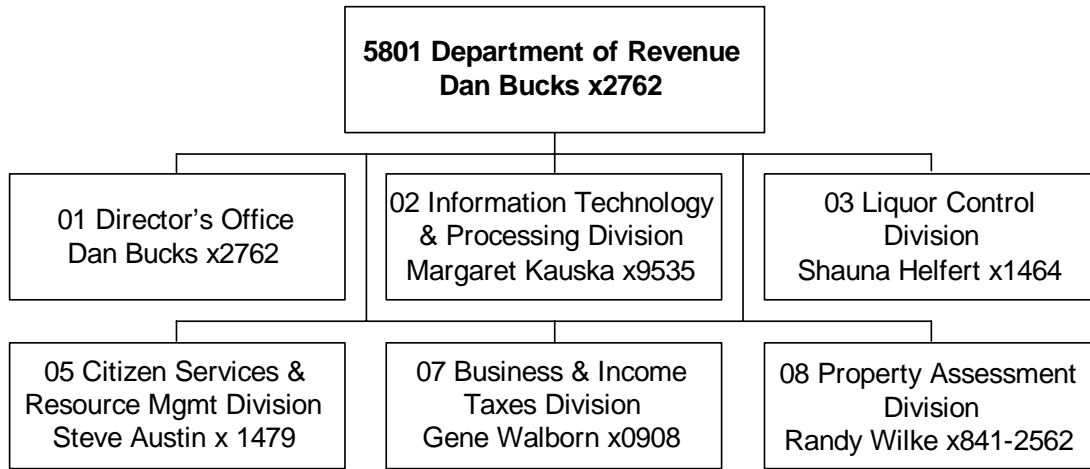 5801 Department of Revenue
Dan Bucks x2762
01 Director's Office
Dan Bucks x2762
02 Information Technology
& Processing Division
Margaret Kauska x9535
03 Liquor Control
Division
Shauna Helfert x1464
05 Citizen Services &
Resource Mgmt Division
Steve Austin x 1479
07 Business & Income
Taxes Division
Gene Walborn x0908
08 Property Assessment
Division
Randy Wilke x841-2562